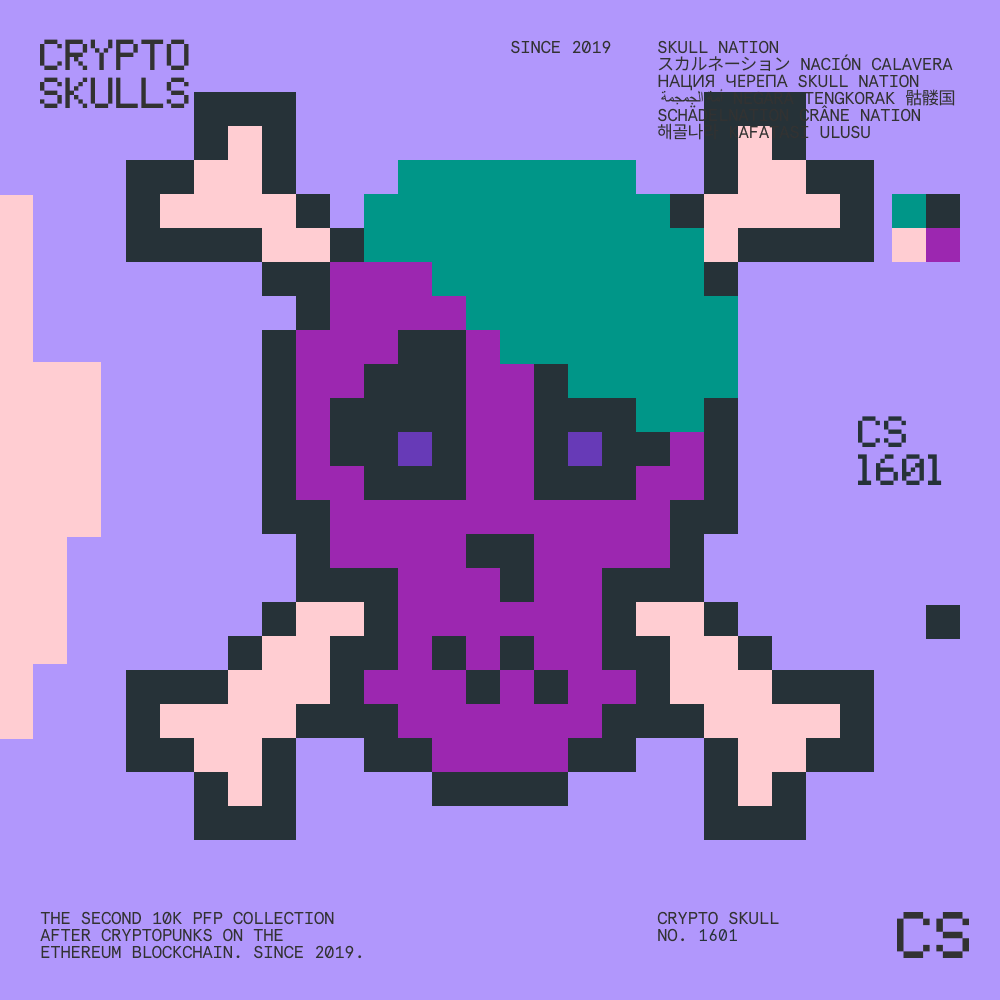 CRYPTO
SKULLS
SINCE 2019
SKULL NATION
スカルネーション NACIÓN CALAVERA
НАЦИЯ ЧЕРЕПА SKULL NATION
TENGKORAK 骷髅国
CRÂNE NATION
해골나 ULUSU
CS
1601
THE SECOND 10K PFP COLLECTION
AFTER CRYPTOPUNKS ON THE
ETHEREUM BLOCKCHAIN. SINCE 2019.
CRYPTO SKULL
NO. 1601
CS